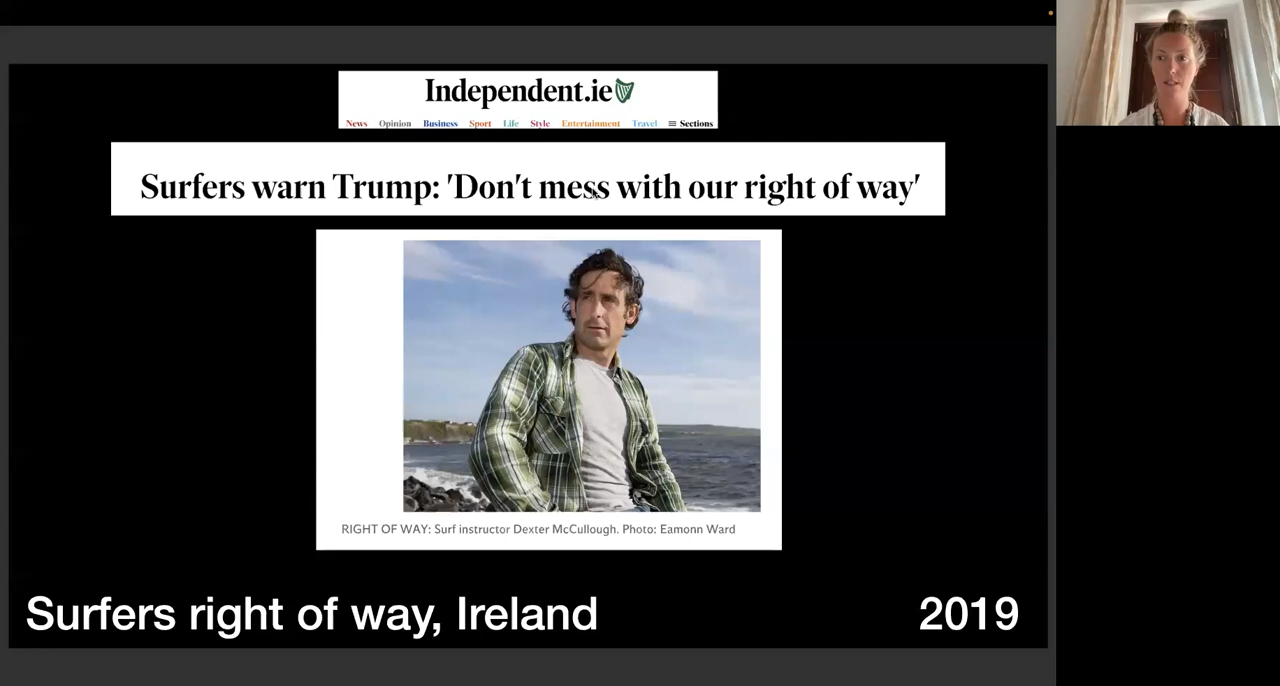 Independent.ie
News Opinion Business Sport Life Style Entertainment Travel Sections
Surfers warn Trump: 'Don't mess with our right of way'
RIGHT OF WAY: Surf instructor Dexter McCullough. Photo: Eamonn Ward
Surfers right of way, Ireland 2019